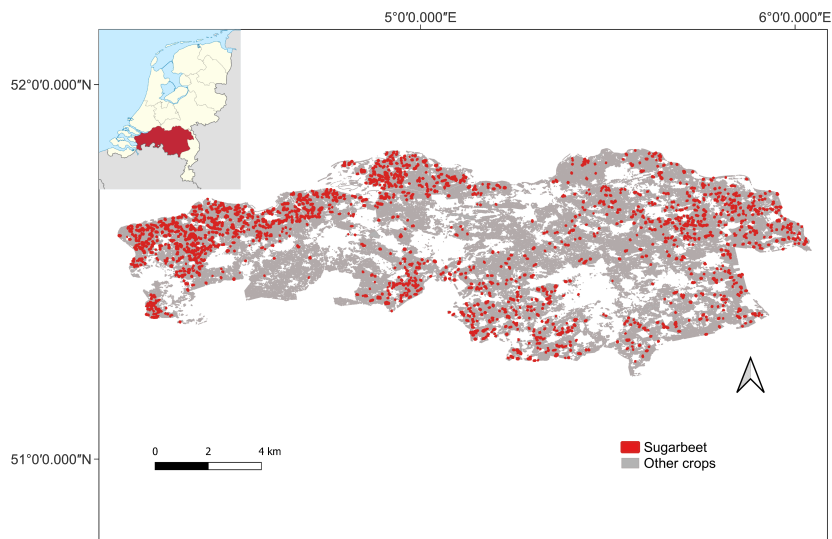 5°0′0.000″E
6°0′0.000″E
52°0′0.000″N
51°0′0.000″N
0 2 4 km
Sugarbeet
Other crops